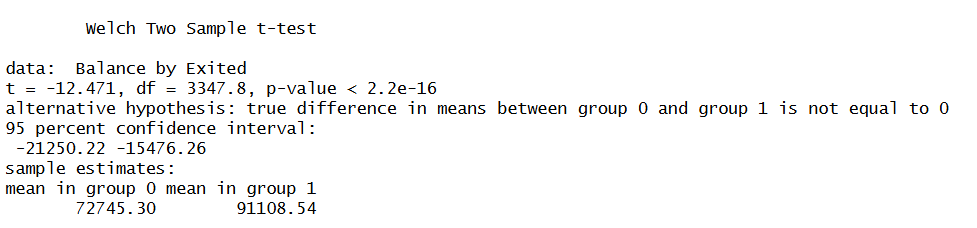 Welch Two Sample t-test
data:  Balance by Exited
t = -12.471, df = 3347.8, p-value < 2.2e-16
alternative hypothesis: true difference in means between group 0 and group 1 is not equal to 0
95 percent confidence interval:
 -21250.22 -15476.26
sample estimates:
mean in group 0 mean in group 1
       72745.30        91108.54